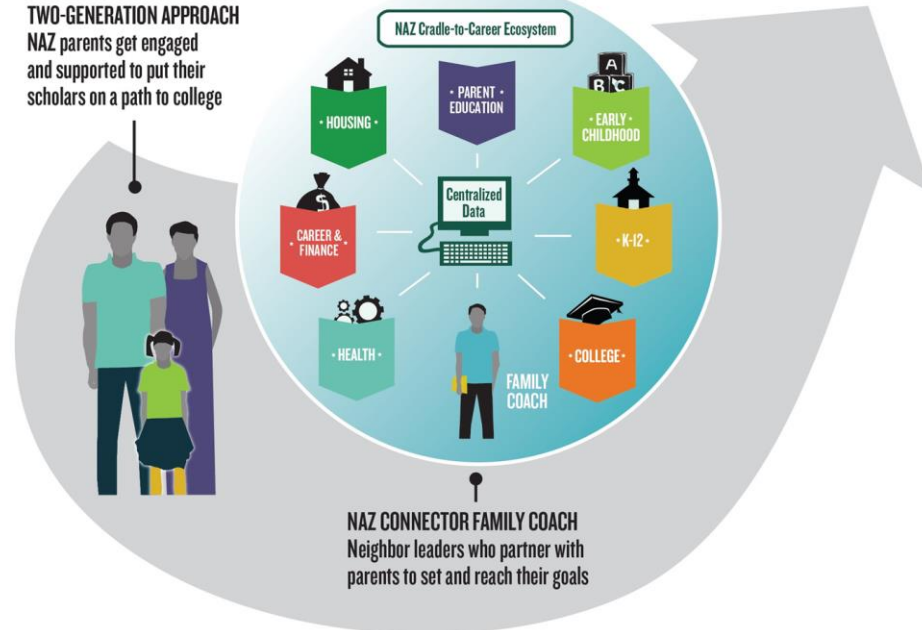 TWO-GENERATION APPROACH
NAZ parents get engaged
and supported to put their
scholars on a path to college
NAZ Cradle-to-Career Ecosystem
• HOUSING •
• PARENT
EDUCATION •
A
B C
• EARLY
CHILDHOOD •
$
CAREER &
• FINANCE •
Centralized
Data
• K-12 •
• HEALTH •
FAMILY
COACH
• COLLEGE •
NAZ CONNECTOR FAMILY COACH
Neighbor leaders who partner with
parents to set and reach their goals